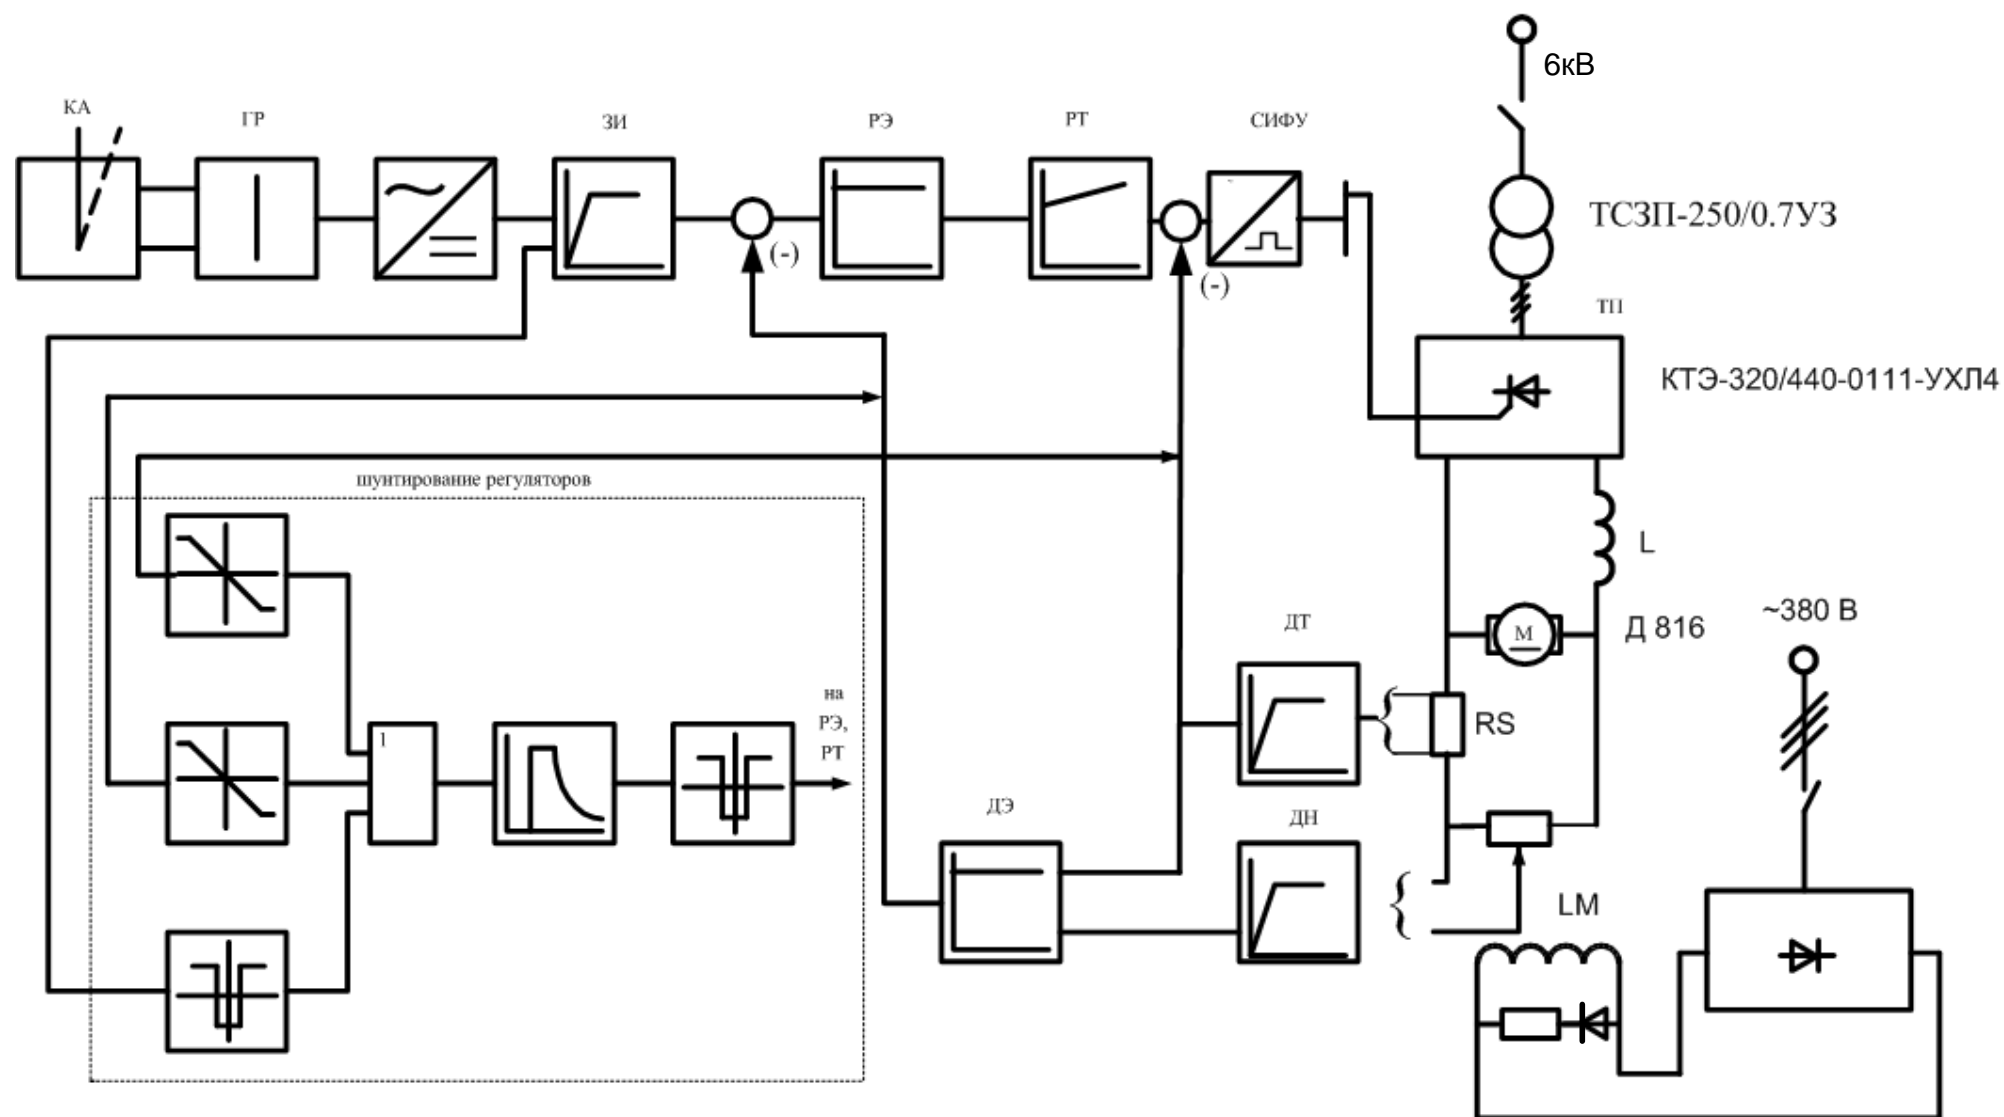 6кВ
КА
ГР
ЗИ
РЭ
РТ
СИФУ
(-)
(-)
ТСЗП-250/0.7УЗ
ТП
КТЭ-320/440-0111-УХЛ4
шунтирование регуляторов
L
ДТ
М
Д 816
~380 В
на
РЭ,
РТ
1
RS
ДЭ
ДН
LM